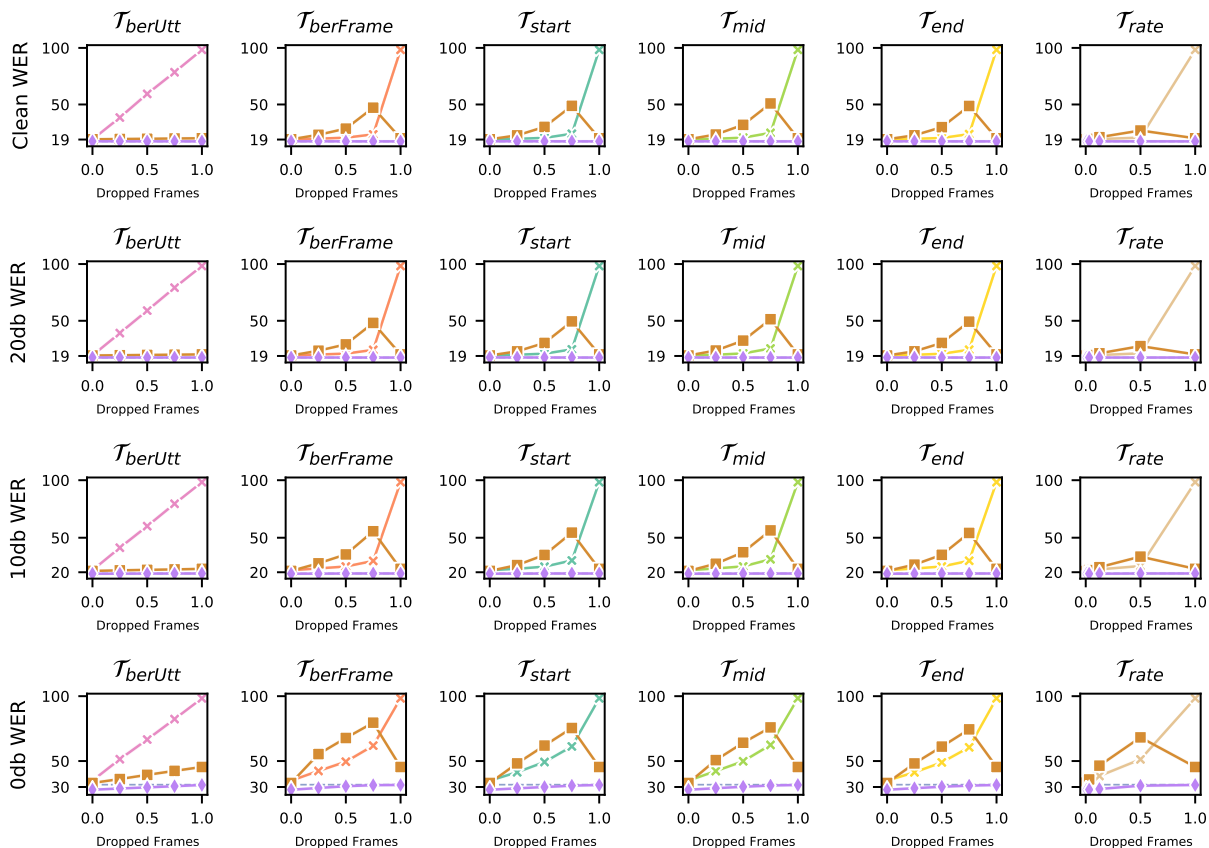 𝒯berUtt 𝒯berFrame 𝒯start 𝒯mid 𝒯end 𝒯rate
Clean WER
100 100 100 100 100 100
50 50 50 50 50 50
19 19 19 19 19 19
0.0 0.5 1.0 0.0 0.5 1.0 0.0 0.5 1.0 0.0 0.5 1.0 0.0 0.5 1.0 0.0 0.5 1.0
Dropped Frames Dropped Frames Dropped Frames Dropped Frames Dropped Frames Dropped Frames
𝒯berUtt 𝒯berFrame 𝒯start 𝒯mid 𝒯end 𝒯rate
20db WER
100 100 100 100 100 100
50 50 50 50 50 50
19 19 19 19 19 19
0.0 0.5 1.0 0.0 0.5 1.0 0.0 0.5 1.0 0.0 0.5 1.0 0.0 0.5 1.0 0.0 0.5 1.0
Dropped Frames Dropped Frames Dropped Frames Dropped Frames Dropped Frames Dropped Frames
𝒯berUtt 𝒯berFrame 𝒯start 𝒯mid 𝒯end 𝒯rate
10db WER
100 100 100 100 100 100
50 50 50 50 50 50
20 20 20 20 20 20
0.0 0.5 1.0 0.0 0.5 1.0 0.0 0.5 1.0 0.0 0.5 1.0 0.0 0.5 1.0 0.0 0.5 1.0
Dropped Frames Dropped Frames Dropped Frames Dropped Frames Dropped Frames Dropped Frames
𝒯berUtt 𝒯berFrame 𝒯start 𝒯mid 𝒯end 𝒯rate
0db WER
100 100 100 100 100 100
50 50 50 50 50 50
30 30 30 30 30 30
0.0 0.5 1.0 0.0 0.5 1.0 0.0 0.5 1.0 0.0 0.5 1.0 0.0 0.5 1.0 0.0 0.5 1.0
Dropped Frames Dropped Frames Dropped Frames Dropped Frames Dropped Frames Dropped Frames